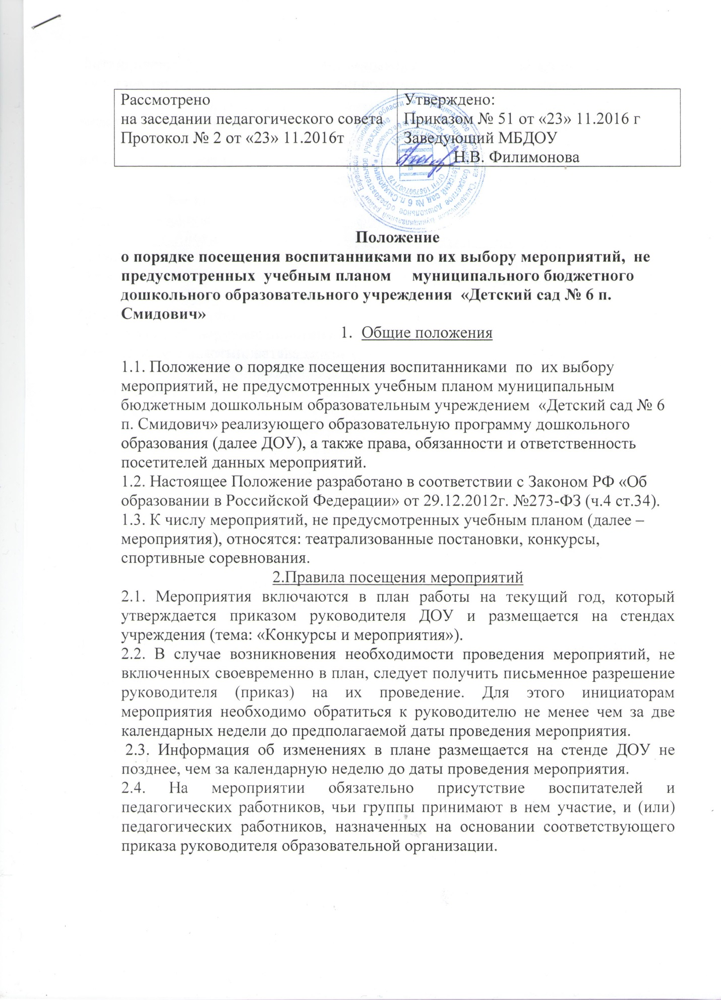 Рассмотрено
на заседании педагогического совета
Протокол № 2 от «23» 11.2016т
Утверждено:
Приказом № 51 от «23» 11.2016 г
Заведующий МБДОУ
Н.В. Филимонова
Положение
о порядке посещения воспитанниками по их выбору мероприятий, не
предусмотренных учебным планом муниципального бюджетного
дошкольного образовательного учреждения «Детский сад № 6 п.
Смидович»
1. Общие положения
1.1. Положение о порядке посещения воспитанниками по их выбору
мероприятий, не предусмотренных учебным планом муниципальным
бюджетным дошкольным образовательным учреждением «Детский сад № 6
п. Смидович» реализующего образовательную программу дошкольного
образования (далее ДОУ), а также права, обязанности и ответственность
посетителей данных мероприятий.
1.2. Настоящее Положение разработано в соответствии с Законом РФ «Об
образовании в Российской Федерации» от 29.12.2012г. №273-ФЗ (ч.4 ст.34).
1.3. К числу мероприятий, не предусмотренных учебным планом (далее –
мероприятия), относятся: театрализованные постановки, конкурсы,
спортивные соревнования.
2.Правила посещения мероприятий
2.1. Мероприятия включаются в план работы на текущий год, который
утверждается приказом руководителя ДОУ и размещается на стендах
учреждения (тема: «Конкурсы и мероприятия»).
2.2. В случае возникновения необходимости проведения мероприятий, не
включенных своевременно в план, следует получить письменное разрешение
руководителя (приказ) на их проведение. Для этого инициаторам
мероприятия необходимо обратиться к руководителю не менее чем за две
календарных недели до предполагаемой даты проведения мероприятия.
2.3. Информация об изменениях в плане размещается на стенде ДОУ не
позднее, чем за календарную неделю до даты проведения мероприятия.
2.4. На мероприятии обязательно присутствие воспитателей и
педагогических работников, чьи группы принимают в нем участие, и (или)
педагогических работников, назначенных на основании соответствующего
приказа руководителя образовательной организации.